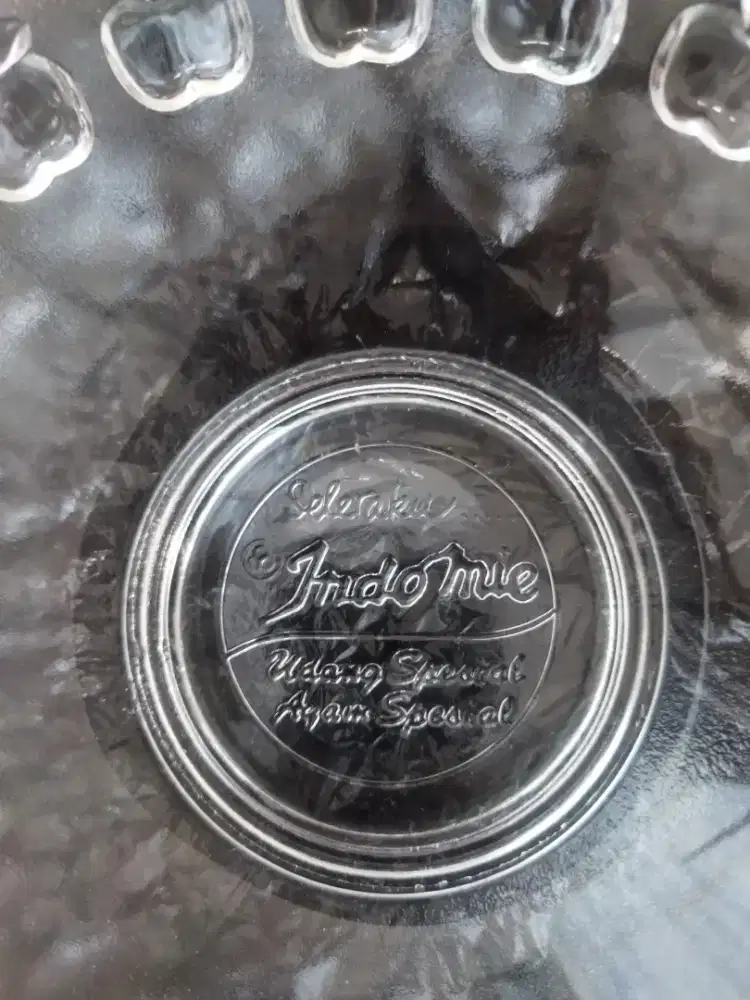 Seleraku....
® Indomie
Udang Spesial
Ayam Spesial